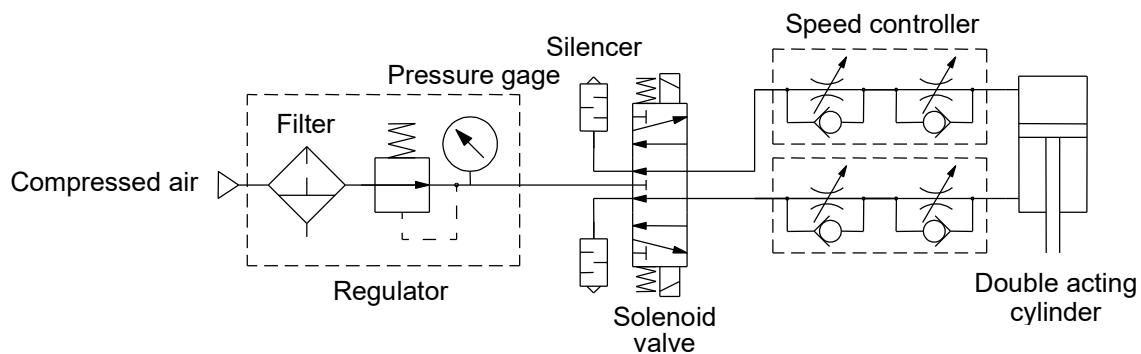 Speed controller
Silencer
Pressure gage
Filter
Compressed air
Regulator
Solenoid
valve
Double acting
cylinder